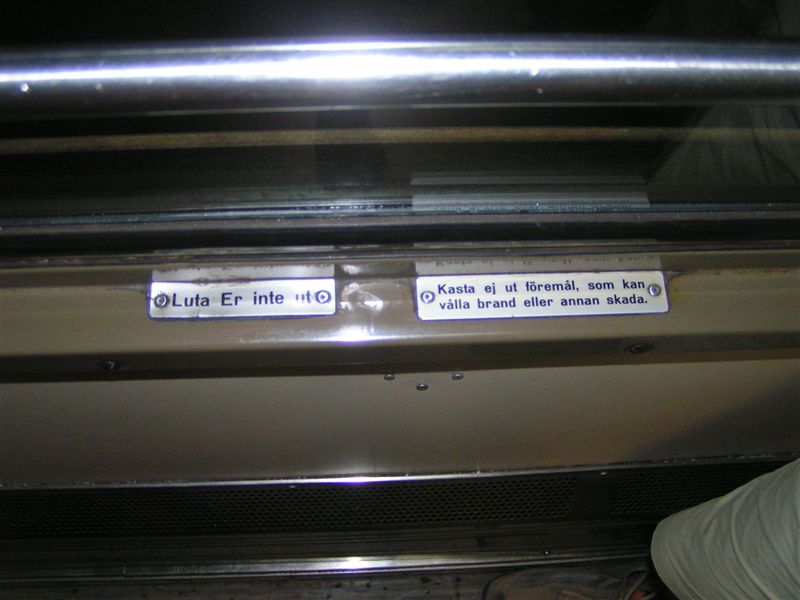 Luta Er inte ut
Kasta ej ut föremål, som kan
vålla brand eller annan skada.